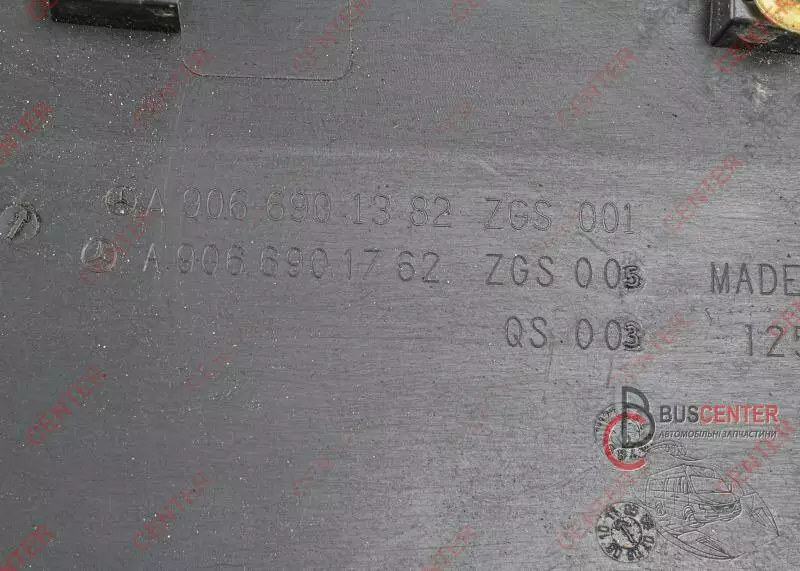 A 906 690 13 82 ZGS 001
A 906 690 17 62 ZGS 005
MADE
QS 003
125
BUSCENTER
АВТОМОБІЛЬНІ ЗАПЧАСТИНИ
CENTER